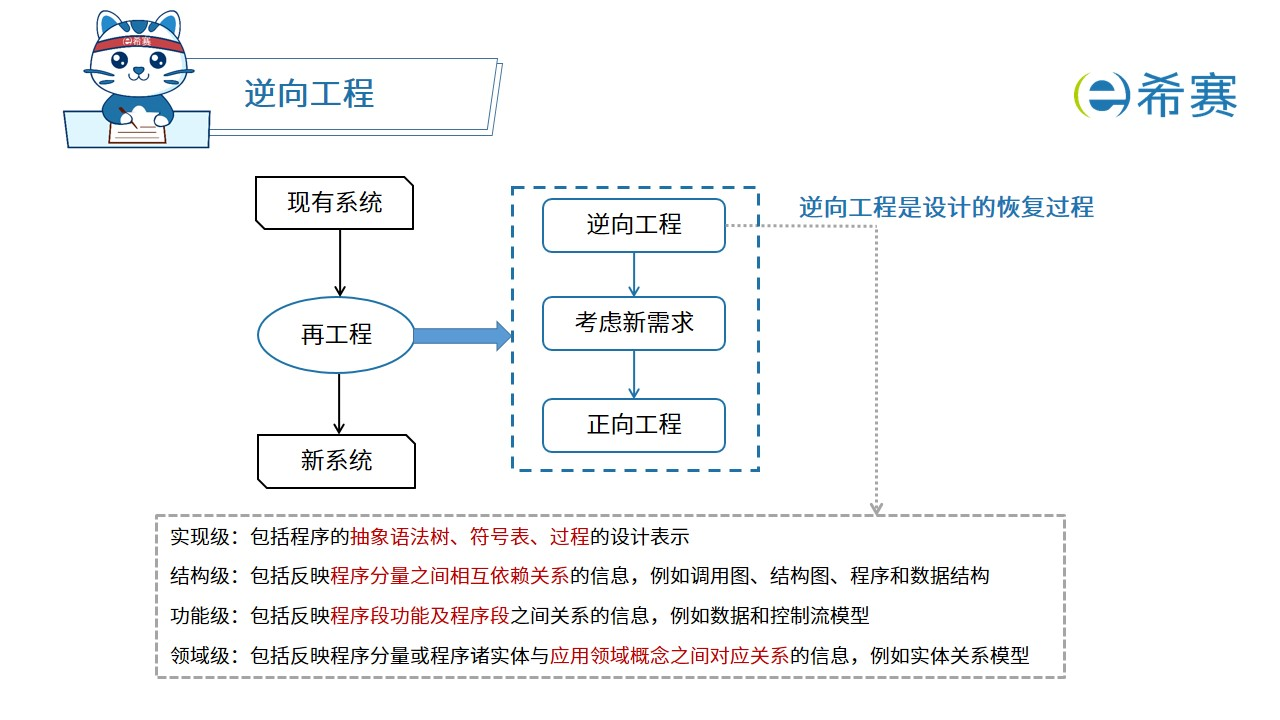 希赛
逆向工程
希赛
现有系统
再工程
新系统
逆向工程
考虑新需求
正向工程
逆向工程是设计的恢复过程
实现级：包括程序的抽象语法树、符号表、过程的设计表示
结构级：包括反映程序分量之间相互依赖关系的信息，例如调用图、结构图、程序和数据结构
功能级：包括反映程序段功能及程序段之间关系的信息，例如数据和控制流模型
领域级：包括反映程序分量或程序诸实体与应用领域概念之间对应关系的信息，例如实体关系模型